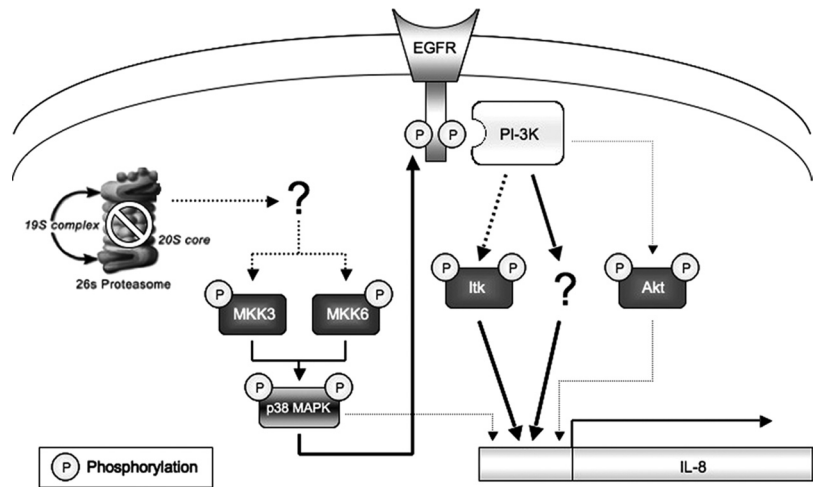 EGFR
P
P
PI-3K
?
19S complex
20S core
26s Proteasome
P
P
P
P
P
P
MKK3
MKK6
Itk
?
Akt
P
P
p38 MAPK
P Phosphorylation
IL-8